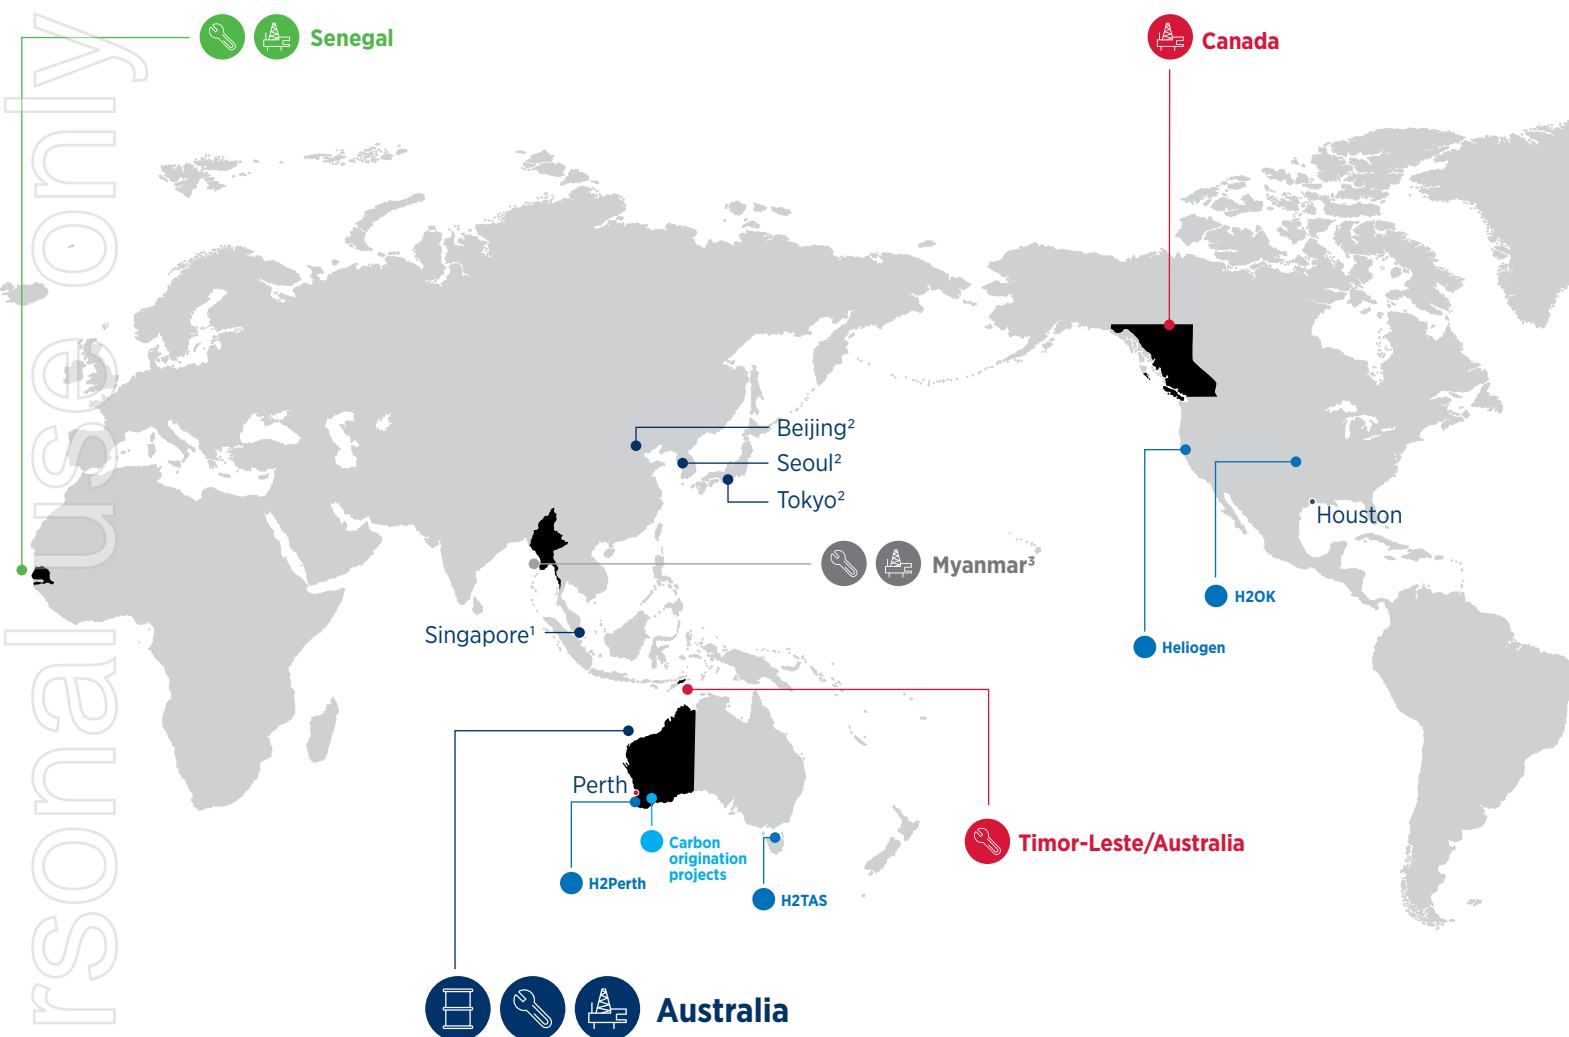 rsonal use only
Senegal
Canada
Beijing²
Seoul²
Tokyo²
Houston
Myanmar³
H2OK
Singapore¹
Heliogen
Perth
Carbon
origination
projects
Timor-Leste/Australia
H2Perth
H2TAS
Australia